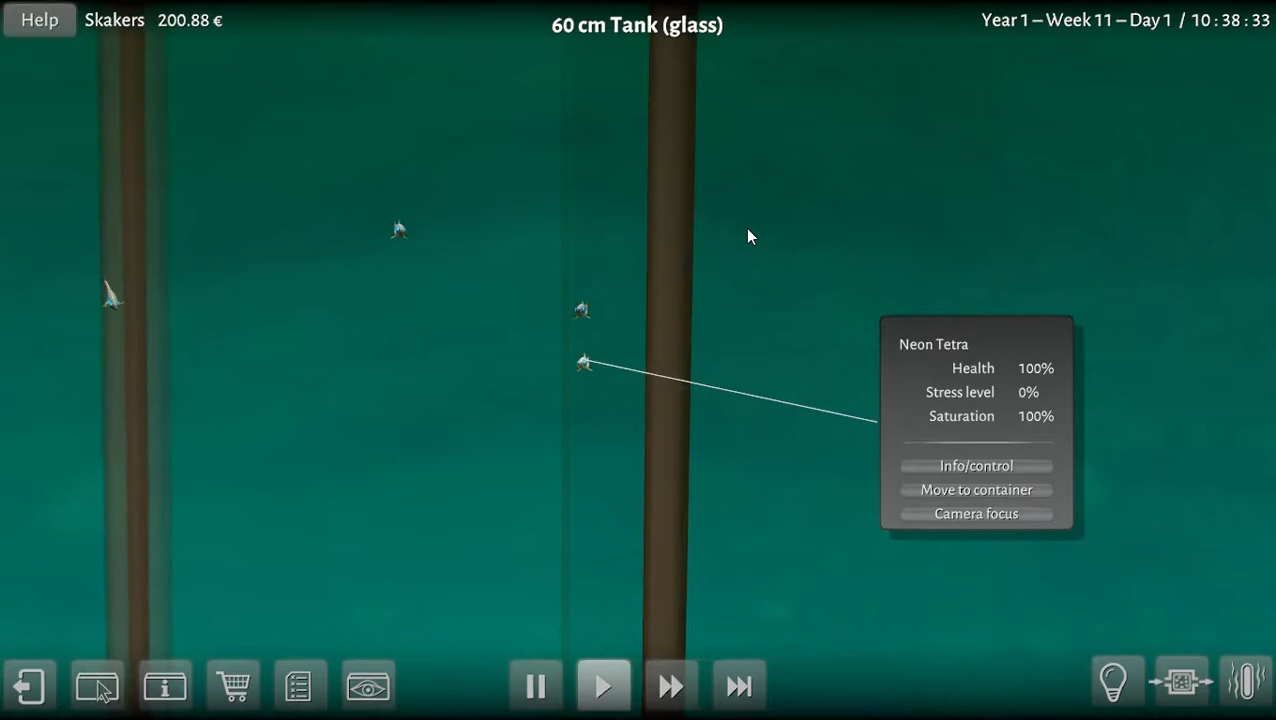 Help Skakers 200.88 € 60 cm Tank (glass) Year 1 – Week 11 – Day 1 / 10 : 38 : 33
Neon Tetra
Health 100%
Stress level 0%
Saturation 100%
Info/control
Move to container
Camera focus